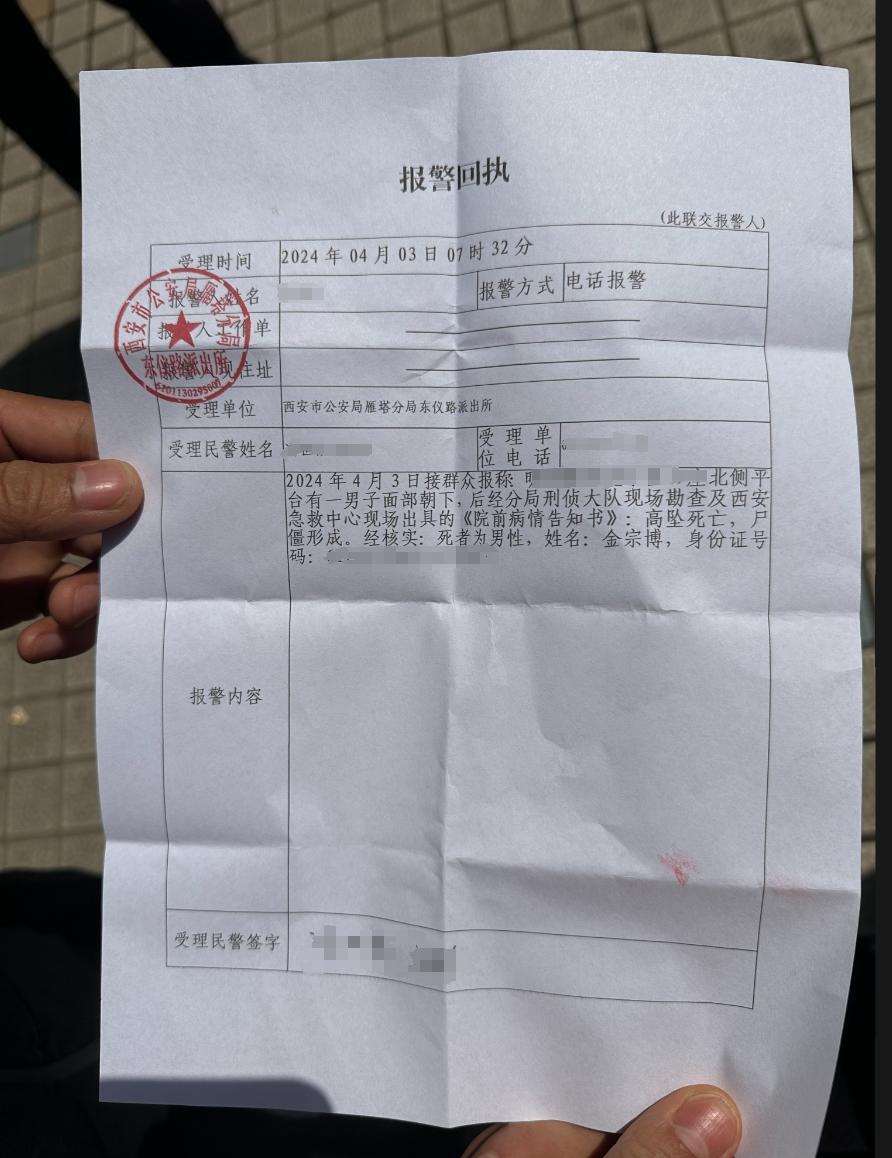 报警回执
(此联交报警人)
受理时间 2024 年 04 月 03 日 07 时 32 分
报警人姓名 报警方式 电话报警
报警人工作单
报警人现住址
受理单位 西安市公安局雁塔分局东仪路派出所
受理民警姓名 受理单
位电话
2024 年 4 月 3 日接群众报称: 北侧平
台有一男子面部朝下, 后经分局刑侦大队现场勘查及西安
急救中心现场出具的《院前病情告知书》: 高坠死亡, 尸
僵形成。经核实: 死者为男性, 姓名: 金宗博, 身份证号
码:
报警内容
受理民警签字
西安市公安局雁塔分局
东仪路派出所